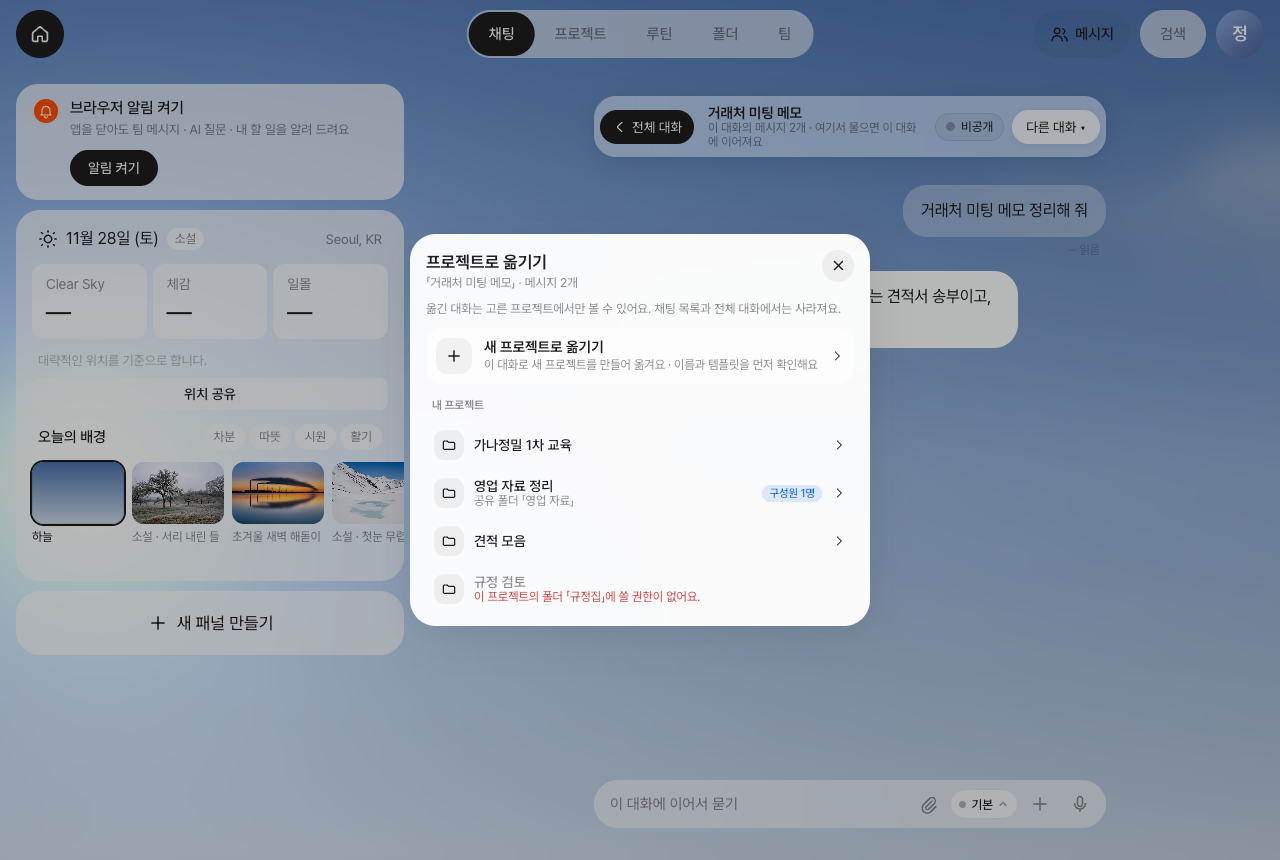 채팅
프로젝트
루틴
폴더
팀
메시지
검색
정
브라우저 알림 켜기
앱을 닫아도 팀 메시지 · AI 질문 · 내 할 일을 알려 드려요
알림 켜기
11월 28일 (토)
소설
Seoul, KR
Clear Sky
—
체감
—
일몰
—
대략적인 위치를 기준으로 합니다.
위치 공유
오늘의 배경
차분
따뜻
시원
활기
하늘
소설 · 서리 내린 들
초겨울 새벽 해돋이
소설 · 첫눈 무렵
새 패널 만들기
전체 대화
거래처 미팅 메모
이 대화의 메시지 2개 · 여기서 물으면 이 대화
에 이어져요
비공개
다른 대화
거래처 미팅 메모 정리해 줘
읽음
는 견적서 송부이고,
프로젝트로 옮기기
「거래처 미팅 메모」 · 메시지 2개
옮긴 대화는 고른 프로젝트에서만 볼 수 있어요. 채팅 목록과 전체 대화에서는 사라져요.
새 프로젝트로 옮기기
이 대화로 새 프로젝트를 만들어 옮겨요 · 이름과 템플릿을 먼저 확인해요
내 프로젝트
가나정밀 1차 교육
영업 자료 정리
공유 폴더 「영업 자료」
구성원 1명
견적 모음
규정 검토
이 프로젝트의 폴더 「규정집」에 쓸 권한이 없어요.
이 대화에 이어서 묻기
기본